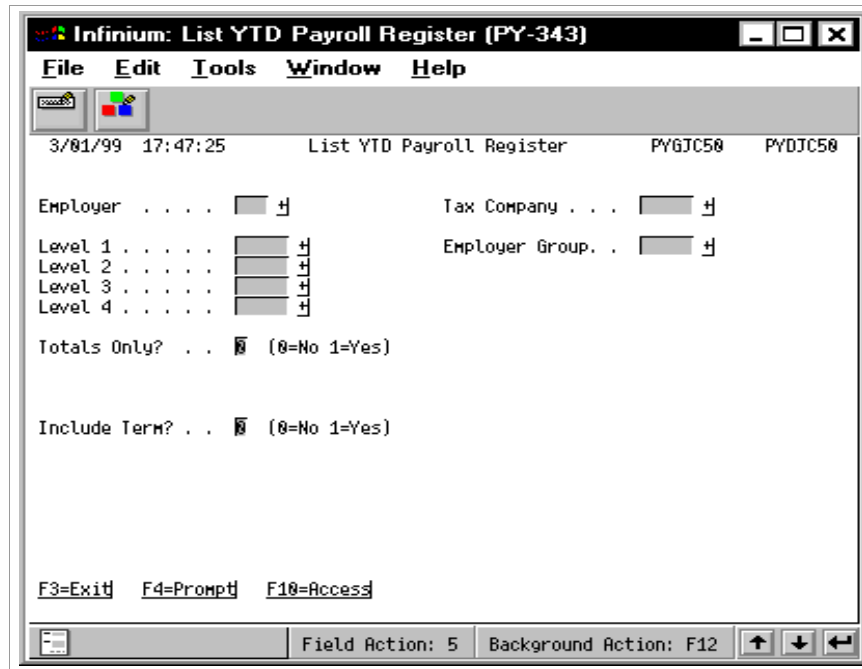 Infinium: List YTD Payroll Register (PY-343)
File Edit Tools Window Help
3/01/99 17:47:25 List YTD Payroll Register PYGJC50 PYDJC50
Employer . . . . + Tax Company . . . +
Level 1 . . . . . + Employer Group. . +
Level 2 . . . . . +
Level 3 . . . . . +
Level 4 . . . . . +
Totals Only? . . 0 (0=No 1=Yes)
Include Term? . . 0 (0=No 1=Yes)
F3=Exit F4=Prompt F10=Access
Field Action: 5 Background Action: F12